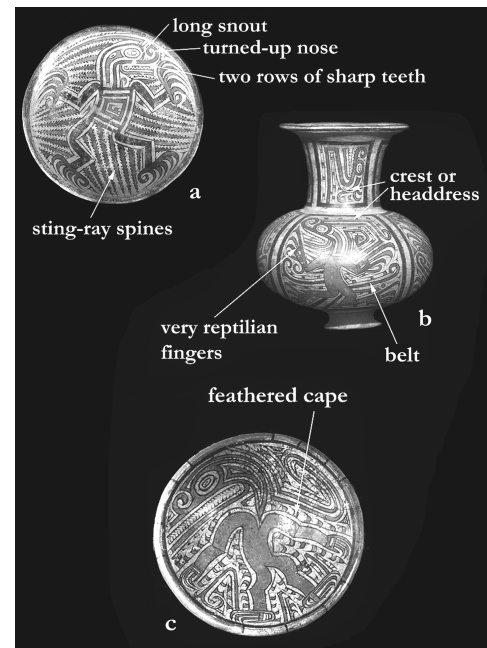 long snout
turned-up nose
two rows of sharp teeth
a
sting-ray spines
crest or
headdress
b
very reptilian
fingers
belt
feathered cape
c